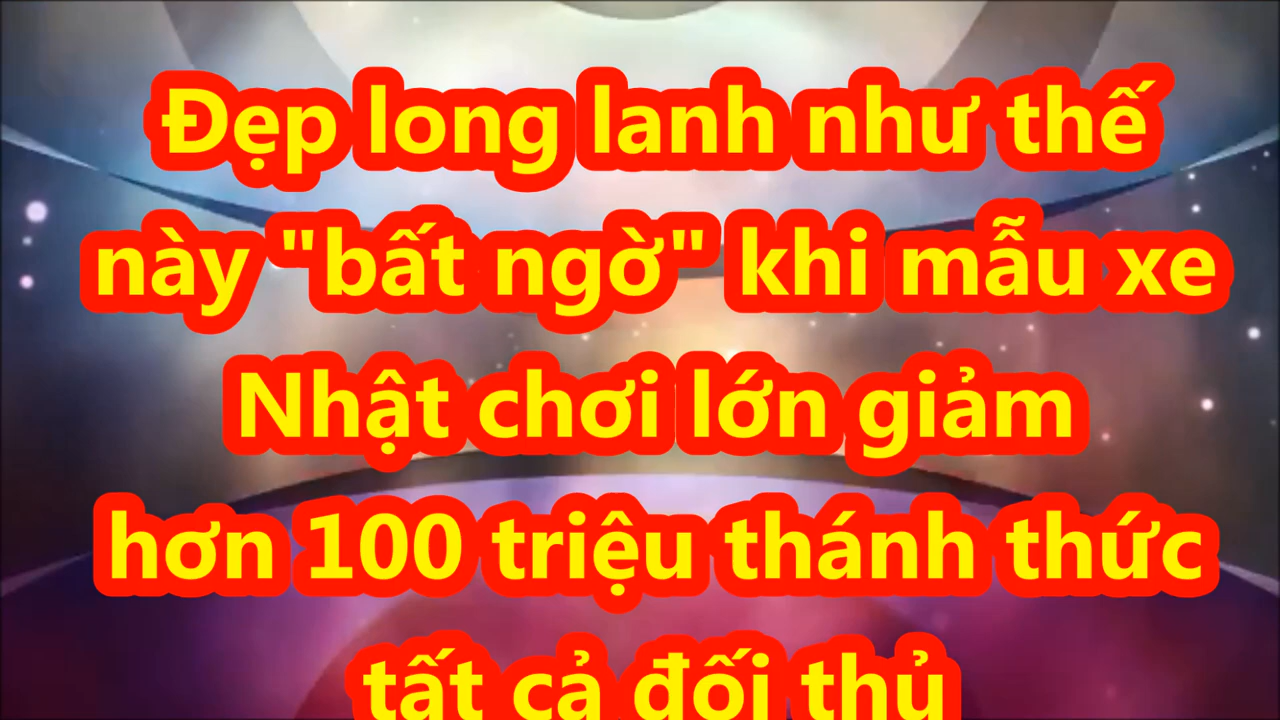 Đẹp long lanh như thế
này "bất ngờ" khi mẫu xe
Nhật chơi lớn giảm
hơn 100 triệu thánh thức
tất cả đối thủ